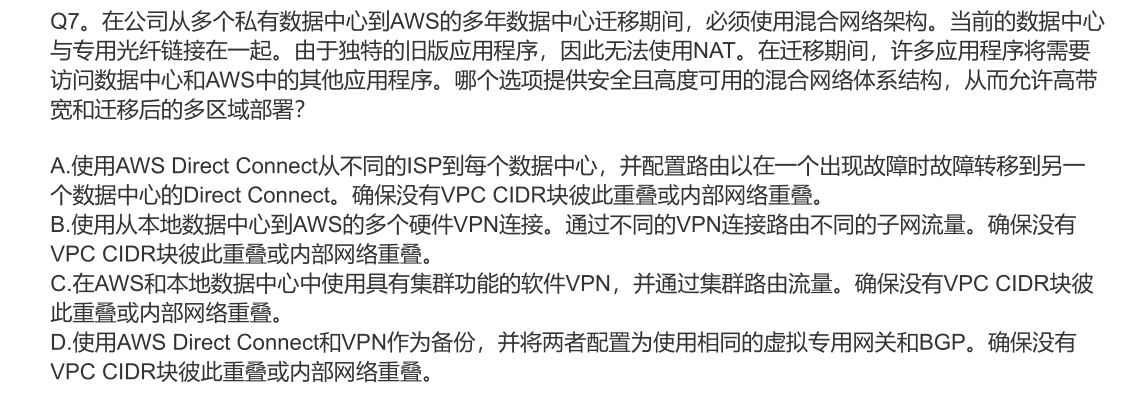 Q7。在公司从多个私有数据中心到AWS的多年数据中心迁移期间，必须使用混合网络架构。当前的数据中心
与专用光纤链接在一起。由于独特的旧版应用程序，因此无法使用NAT。在迁移期间，许多应用程序将需要
访问数据中心和AWS中的其他应用程序。哪个选项提供安全且高度可用的混合网络体系结构，从而允许高带
宽和迁移后的多区域部署？
A.使用AWS Direct Connect从不同的ISP到每个数据中心，并配置路由以在一个出现故障时故障转移到另一
个数据中心的Direct Connect。确保没有VPC CIDR块彼此重叠或内部网络重叠。
B.使用从本地数据中心到AWS的多个硬件VPN连接。通过不同的VPN连接路由不同的子网流量。确保没有
VPC CIDR块彼此重叠或内部网络重叠。
C.在AWS和本地数据中心中使用具有集群功能的软件VPN，并通过集群路由流量。确保没有VPC CIDR块彼
此重叠或内部网络重叠。
D.使用AWS Direct Connect和VPN作为备份，并将两者配置为使用相同的虚拟专用网关和BGP。确保没有
VPC CIDR块彼此重叠或内部网络重叠。